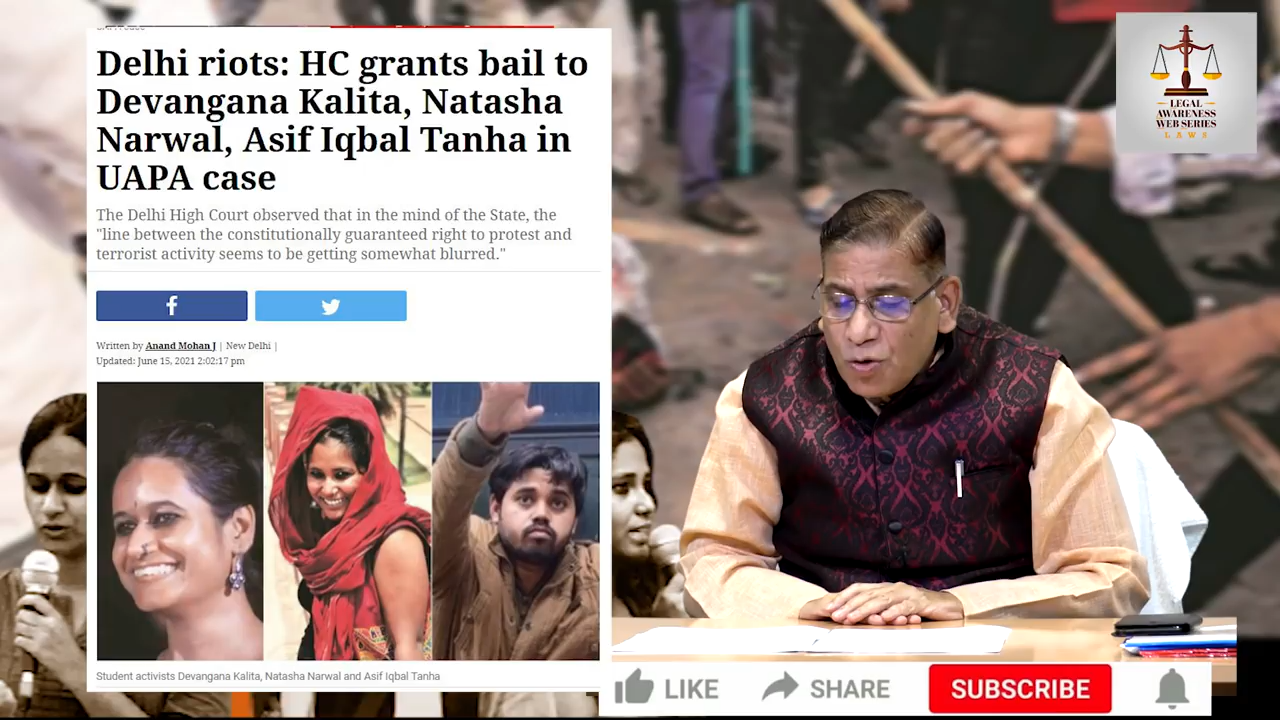 Delhi riots: HC grants bail to
Devangana Kalita, Natasha
Narwal, Asif Iqbal Tanha in
UAPA case
The Delhi High Court observed that in the mind of the State, the
"line between the constitutionally guaranteed right to protest and
terrorist activity seems to be getting somewhat blurred."
Written by Anand Mohan J | New Delhi |
Updated: June 15, 2021 2:02:17 pm
Student activists Devangana Kalita, Natasha Narwal and Asif Iqbal Tanha
LEGAL
AWARENESS
WEB SERIES
L A W S
LIKE
SHARE
SUBSCRIBE